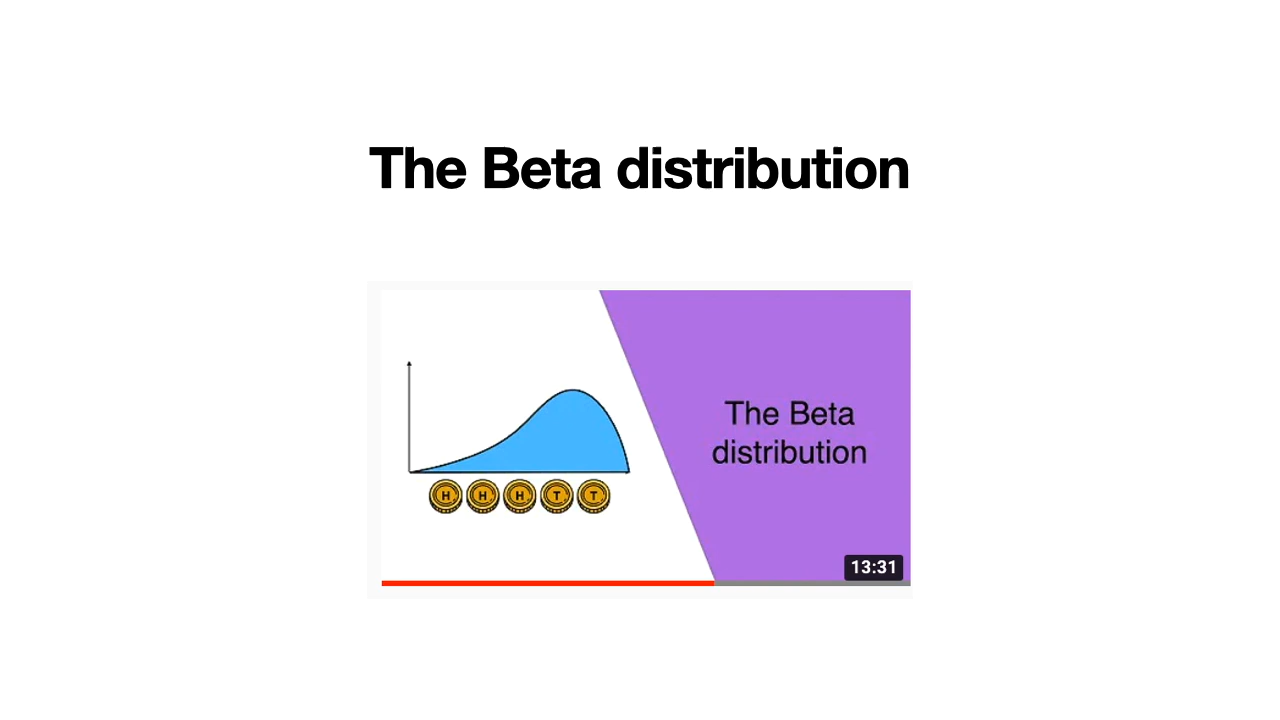 The Beta distribution
The Beta
distribution
H H H T T
13:31